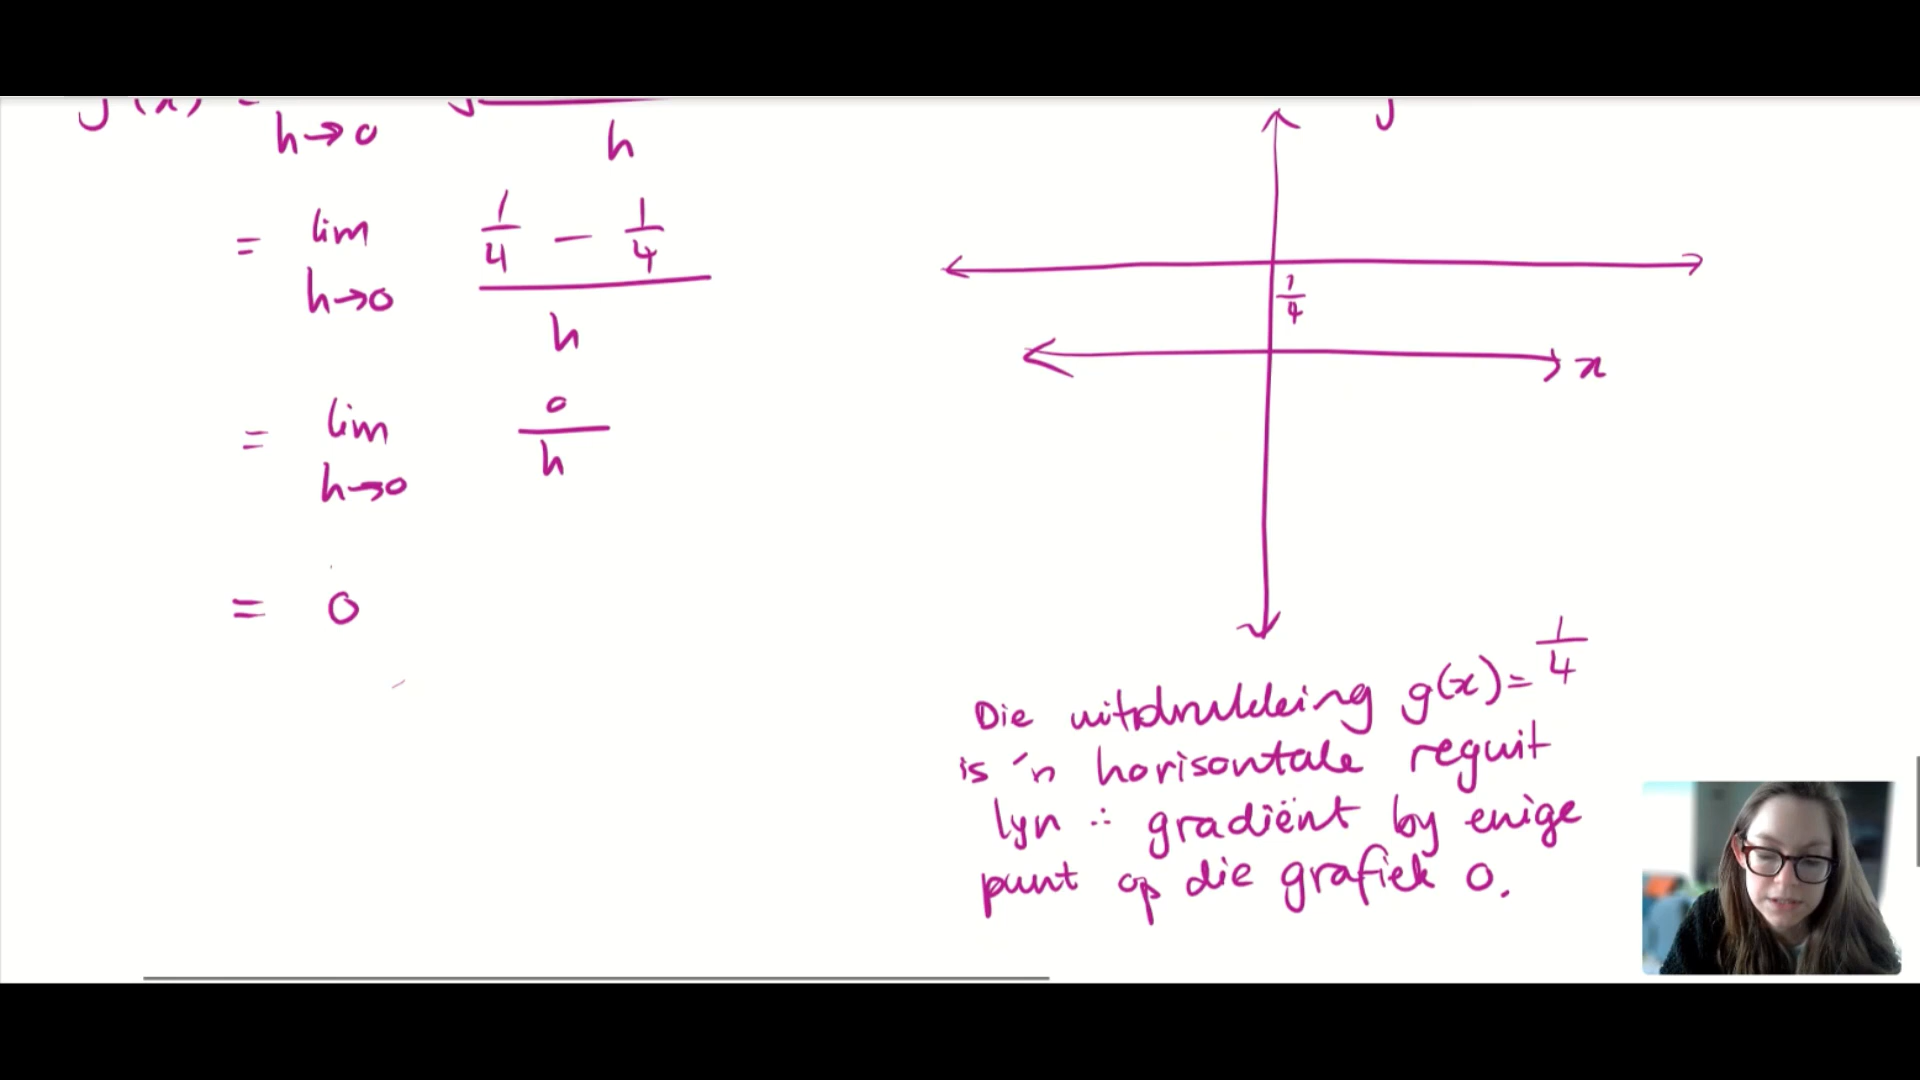 h→0 h
= lim 1/4 - 1/4
h→0 h
= lim 0/h
h→0
= 0
y
1/4
x
Die uitdrukking g(x) = 1/4
is 'n horisontale reguit
lyn ∴ gradiënt by enige
punt op die grafiek 0.